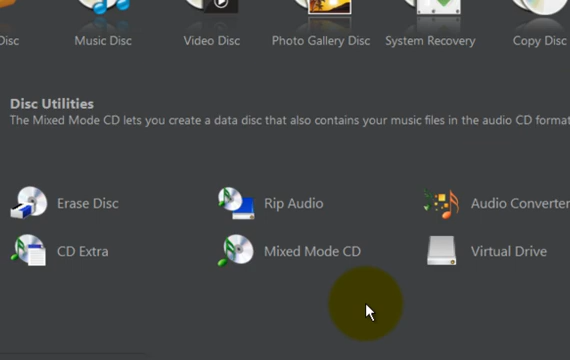 Disc
Music Disc
Video Disc
Photo Gallery Disc
System Recovery
Copy Disc
Disc Utilities
The Mixed Mode CD lets you create a data disc that also contains your music files in the audio CD format
Erase Disc
Rip Audio
Audio Converter
CD Extra
Mixed Mode CD
Virtual Drive